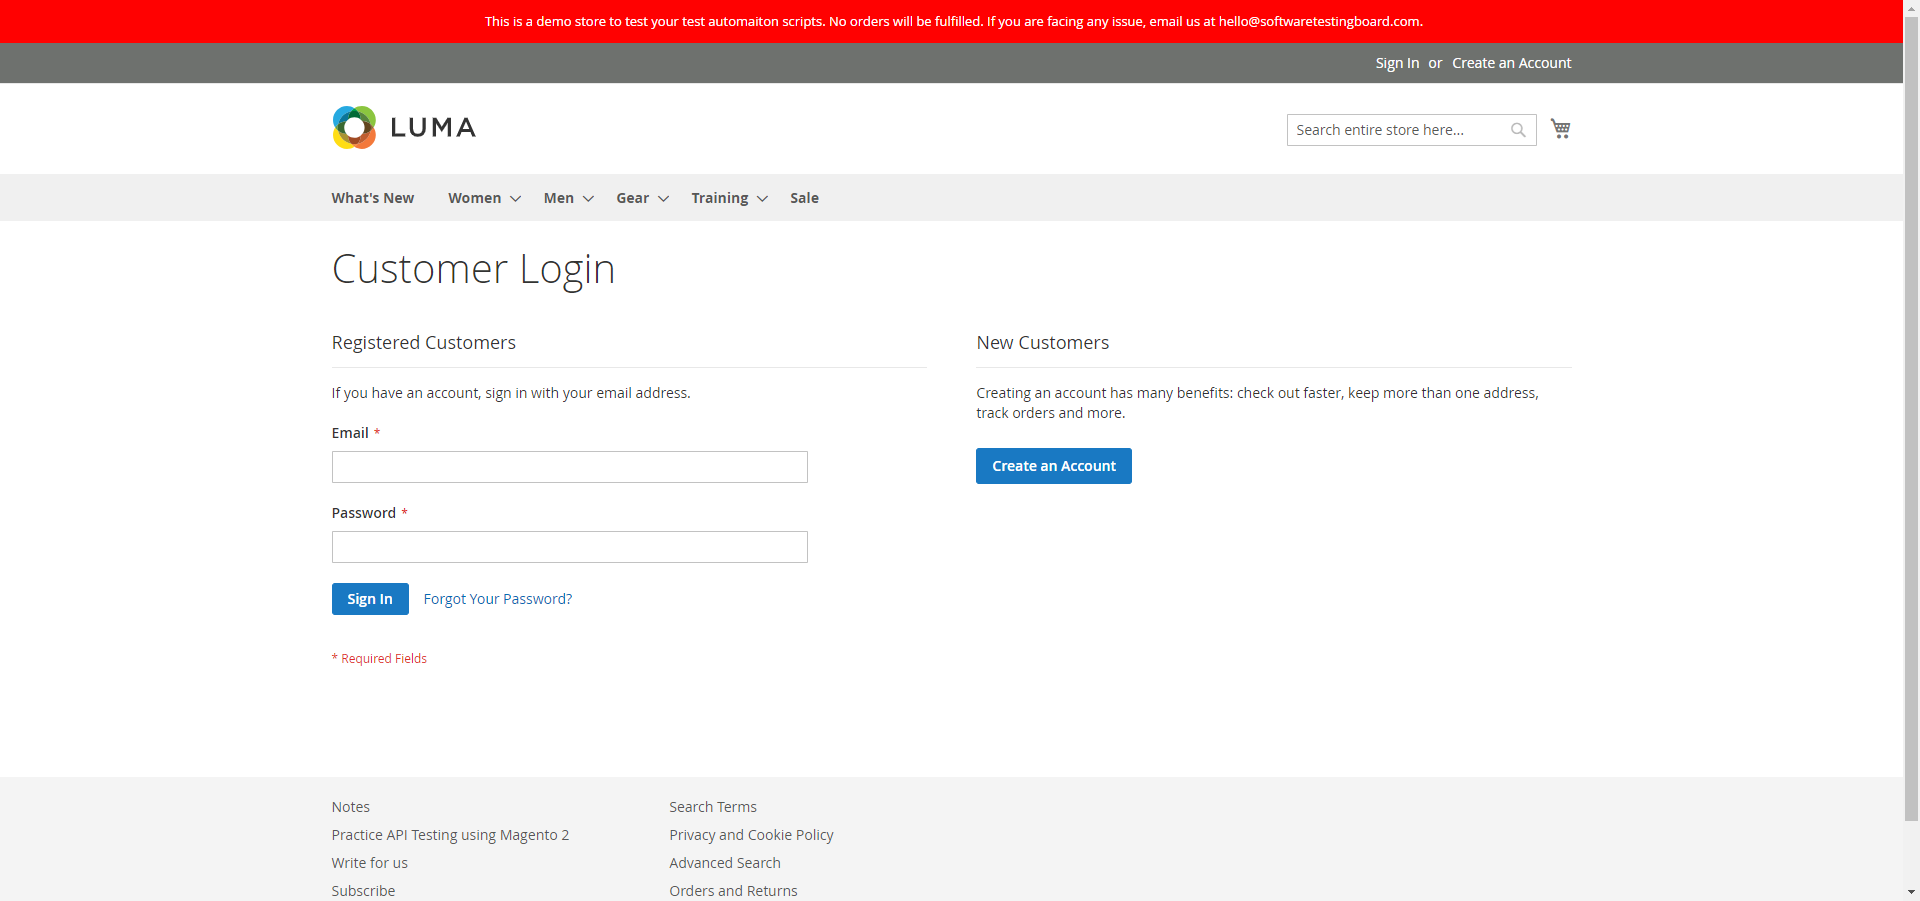 This is a demo store to test your test automaiton scripts. No orders will be fulfilled. If you are facing any issue, email us at hello@softwaretestingboard.com.
Sign In or Create an Account
LUMA
Search entire store here...
What's New Women Men Gear Training Sale
Customer Login
Registered Customers
If you have an account, sign in with your email address.
Email *
Password *
Sign In Forgot Your Password?
* Required Fields
New Customers
Creating an account has many benefits: check out faster, keep more than one address,
track orders and more.
Create an Account
Notes
Practice API Testing using Magento 2
Write for us
Subscribe
Search Terms
Privacy and Cookie Policy
Advanced Search
Orders and Returns